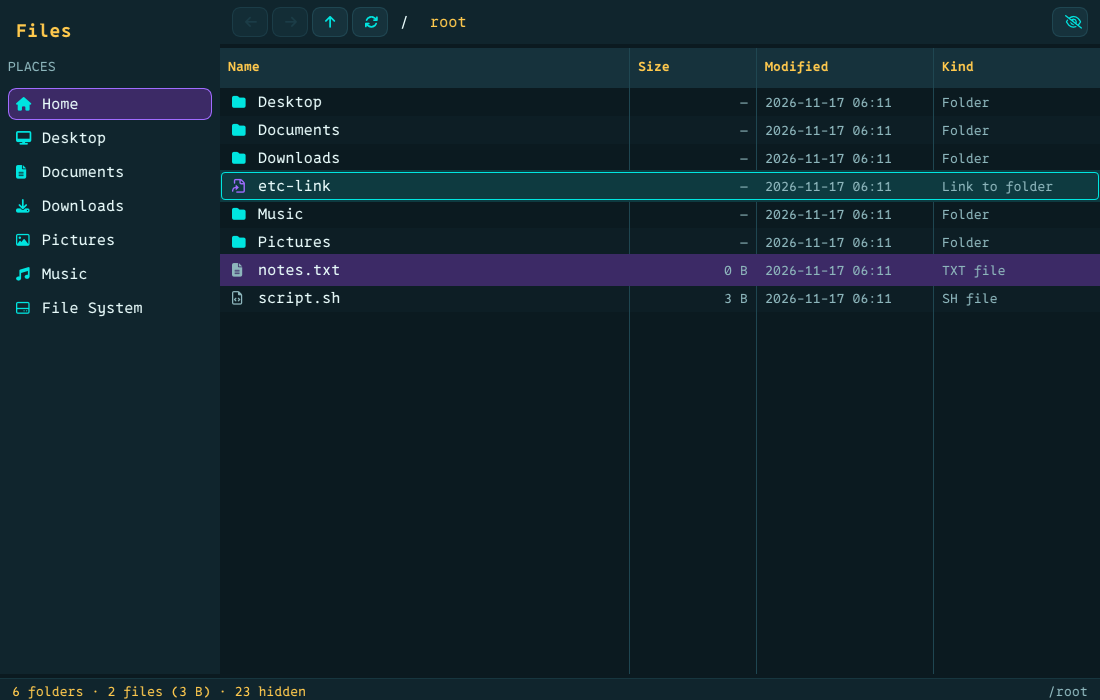 Files
PLACES
Home
Desktop
Documents
Downloads
Pictures
Music
File System
/ root
Name Size Modified Kind
Desktop — 2026-11-17 06:11 Folder
Documents — 2026-11-17 06:11 Folder
Downloads — 2026-11-17 06:11 Folder
etc-link — 2026-11-17 06:11 Link to folder
Music — 2026-11-17 06:11 Folder
Pictures — 2026-11-17 06:11 Folder
notes.txt 0 B 2026-11-17 06:11 TXT file
script.sh 3 B 2026-11-17 06:11 SH file
6 folders · 2 files (3 B) · 23 hidden /root